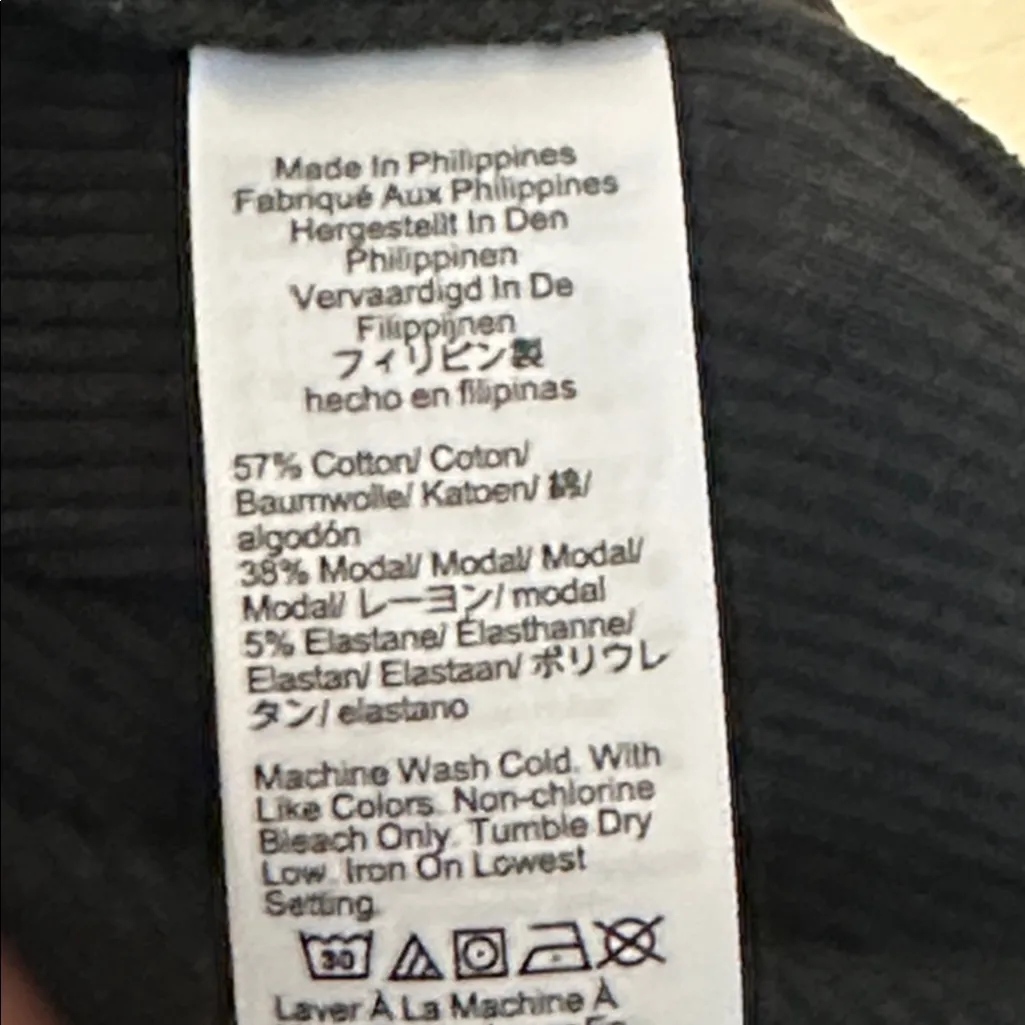 Made In Philippines
Fabriqué Aux Philippines
Hergestellt In Den
Philippinen
Vervaardigd In De
Filippijnen
フィリピン製
hecho en filipinas
57% Cotton/ Coton/
Baumwolle/ Katoen/ 綿/
algodón
38% Modal/ Modal/ Modal/
Modal/ レーヨン/ modal
5% Elastane/ Élasthanne/
Elastan/ Elastaan/ ポリウレ
タン/ elastano
Machine Wash Cold. With
Like Colors. Non-chlorine
Bleach Only. Tumble Dry
Low. Iron On Lowest
Setting.
30
Laver À La Machine À